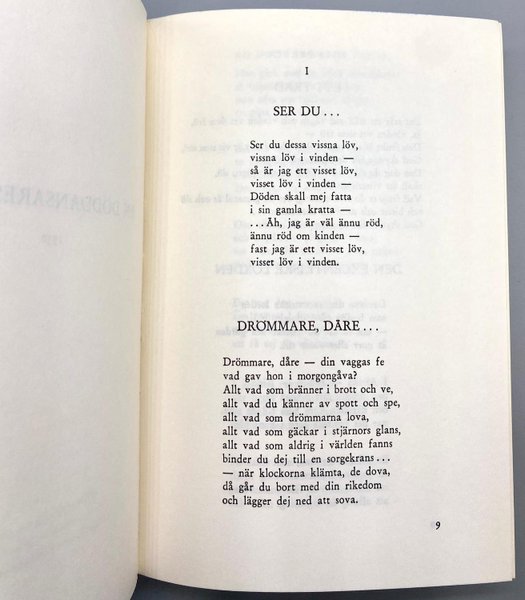 I
SER DU...
Ser du dessa vissna löv,
vissna löv i vinden —
så är jag ett visset löv,
visset löv i vinden —
Döden skall mej fatta
i sin gamla kratta —
...Åh, jag är väl ännu röd,
ännu röd om kinden —
fast jag är ett visset löv,
visset löv i vinden.
DRÖMMARE, DÅRE...
Drömmare, dåre — din vaggas fe
vad gav hon i morgongåva?
Allt vad som bränner i brott och ve,
allt vad du känner av spott och spe,
allt vad som drömmarna lova,
allt vad som gäckar i stjärnors glans,
allt vad som aldrig i världen fanns
binder du dej till en sorgekrans...
— när klockorna klämta, de dova,
då går du bort med din rikedom
och lägger dej ned att sova.
9